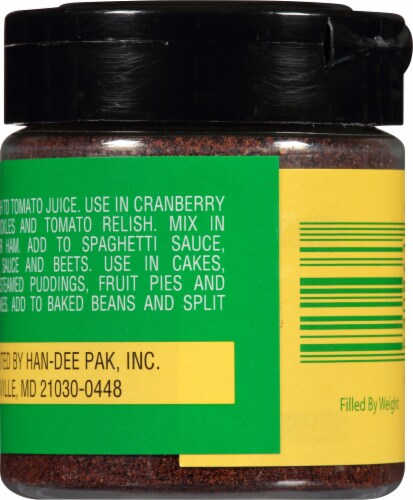 TO TOMATO JUICE. USE IN CRANBERRY
AND TOMATO RELISH. MIX IN
HAM. ADD TO SPAGHETTI SAUCE,
SAUCE AND BEETS. USE IN CAKES,
STEAMED PUDDINGS, FRUIT PIES AND
ADD TO BAKED BEANS AND SPLIT
TED BY HAN-DEE PAK, INC.
VILLE, MD 21030-0448
Filled By Weight